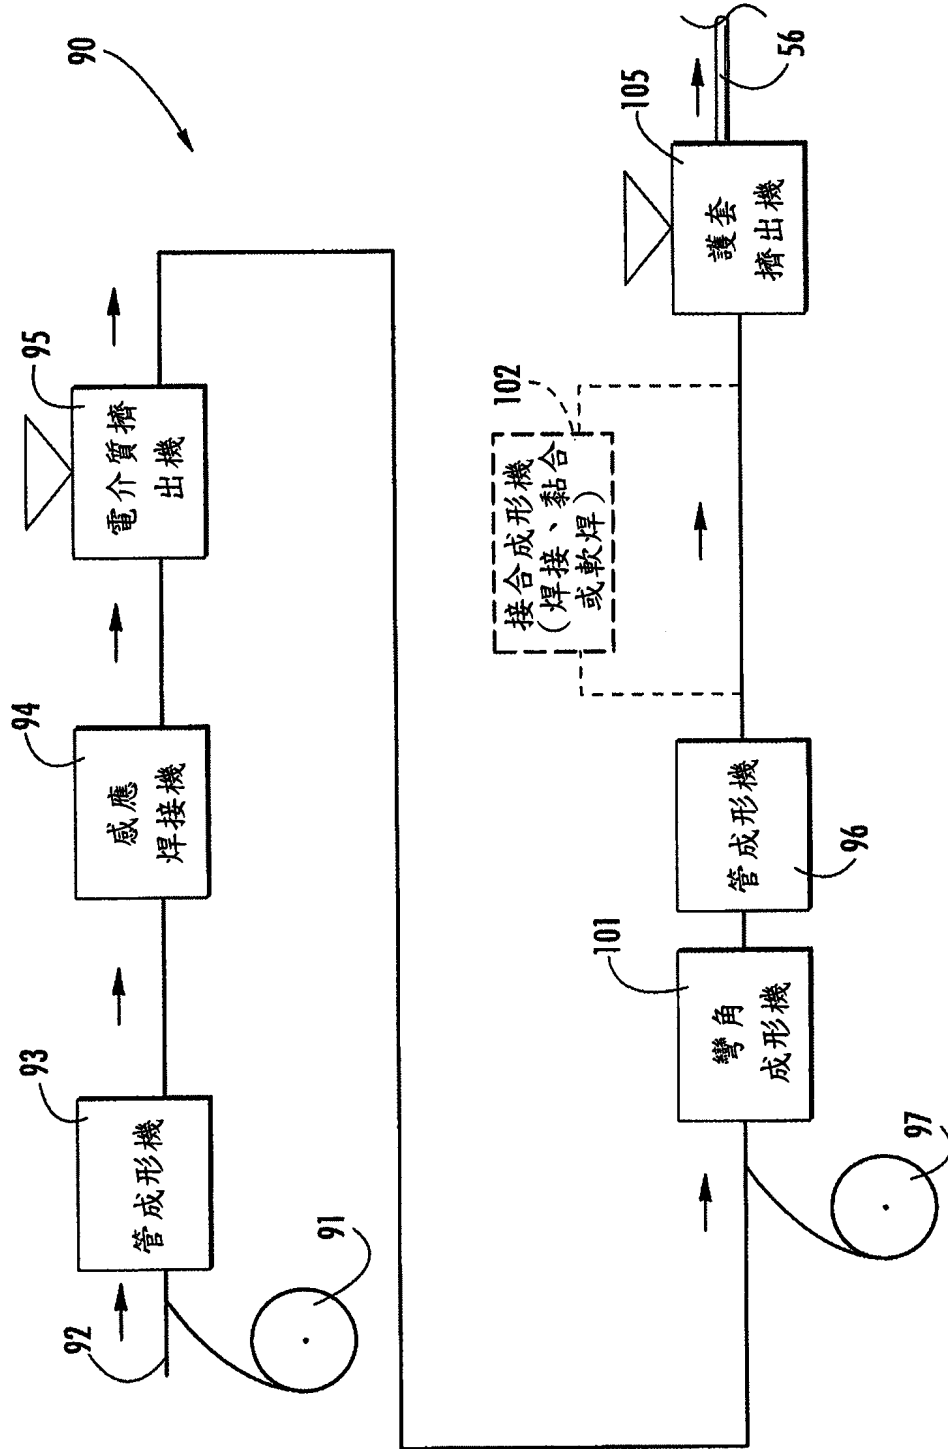 90
92
91
93
管成形機
94
感應
焊接機
95
電介質擠
出機
97
101
彎角
成形機
96
管成形機
102
接合成形機
(焊接、黏合
或軟焊)
105
護套
擠出機
56